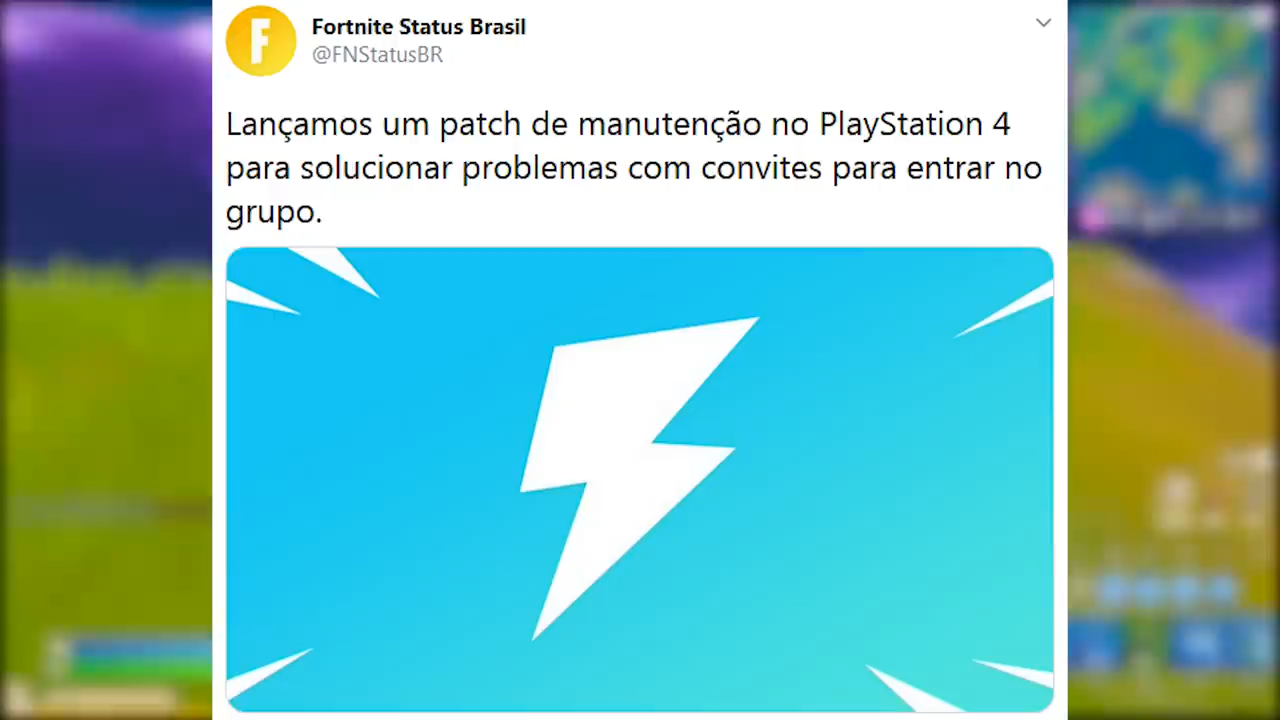 Fortnite Status Brasil
@FNStatusBR
Lançamos um patch de manutenção no PlayStation 4
para solucionar problemas com convites para entrar no
grupo.